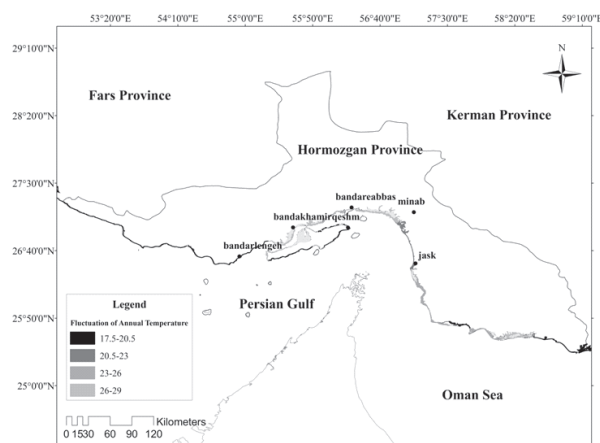 53°20'0"E 54°10'0"E 55°0'0"E 55°50'0"E 56°40'0"E 57°30'0"E 58°20'0"E 59°10'0"E
29°10'0"N
28°20'0"N
27°30'0"N
26°40'0"N
25°50'0"N
25°0'0"N
N
Fars Province
Kerman Province
Hormozgan Province
bandareabbas
minab
bandakhamirqeshm
bandarlengeh
jask
Persian Gulf
Oman Sea
Legend
Fluctuation of Annual Temperature
17.5-20.5
20.5-23
23-26
26-29
Kilometers
0 1530 60 90 120